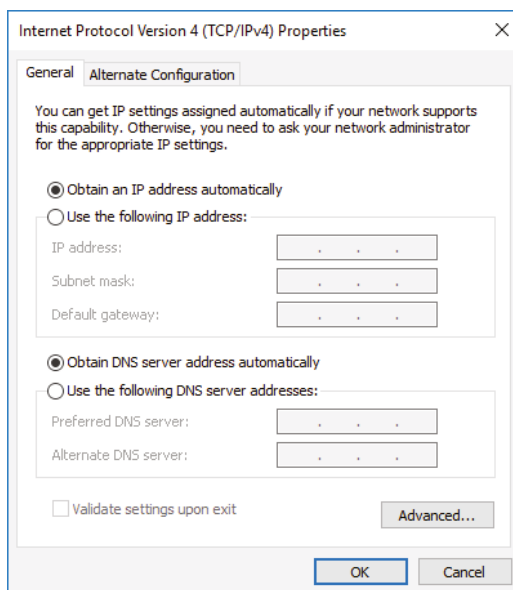 Internet Protocol Version 4 (TCP/IPv4) Properties
General
Alternate Configuration
You can get IP settings assigned automatically if your network supports
this capability. Otherwise, you need to ask your network administrator
for the appropriate IP settings.
Obtain an IP address automatically
Use the following IP address:
IP address:
Subnet mask:
Default gateway:
Obtain DNS server address automatically
Use the following DNS server addresses:
Preferred DNS server:
Alternate DNS server:
Validate settings upon exit
Advanced...
OK
Cancel